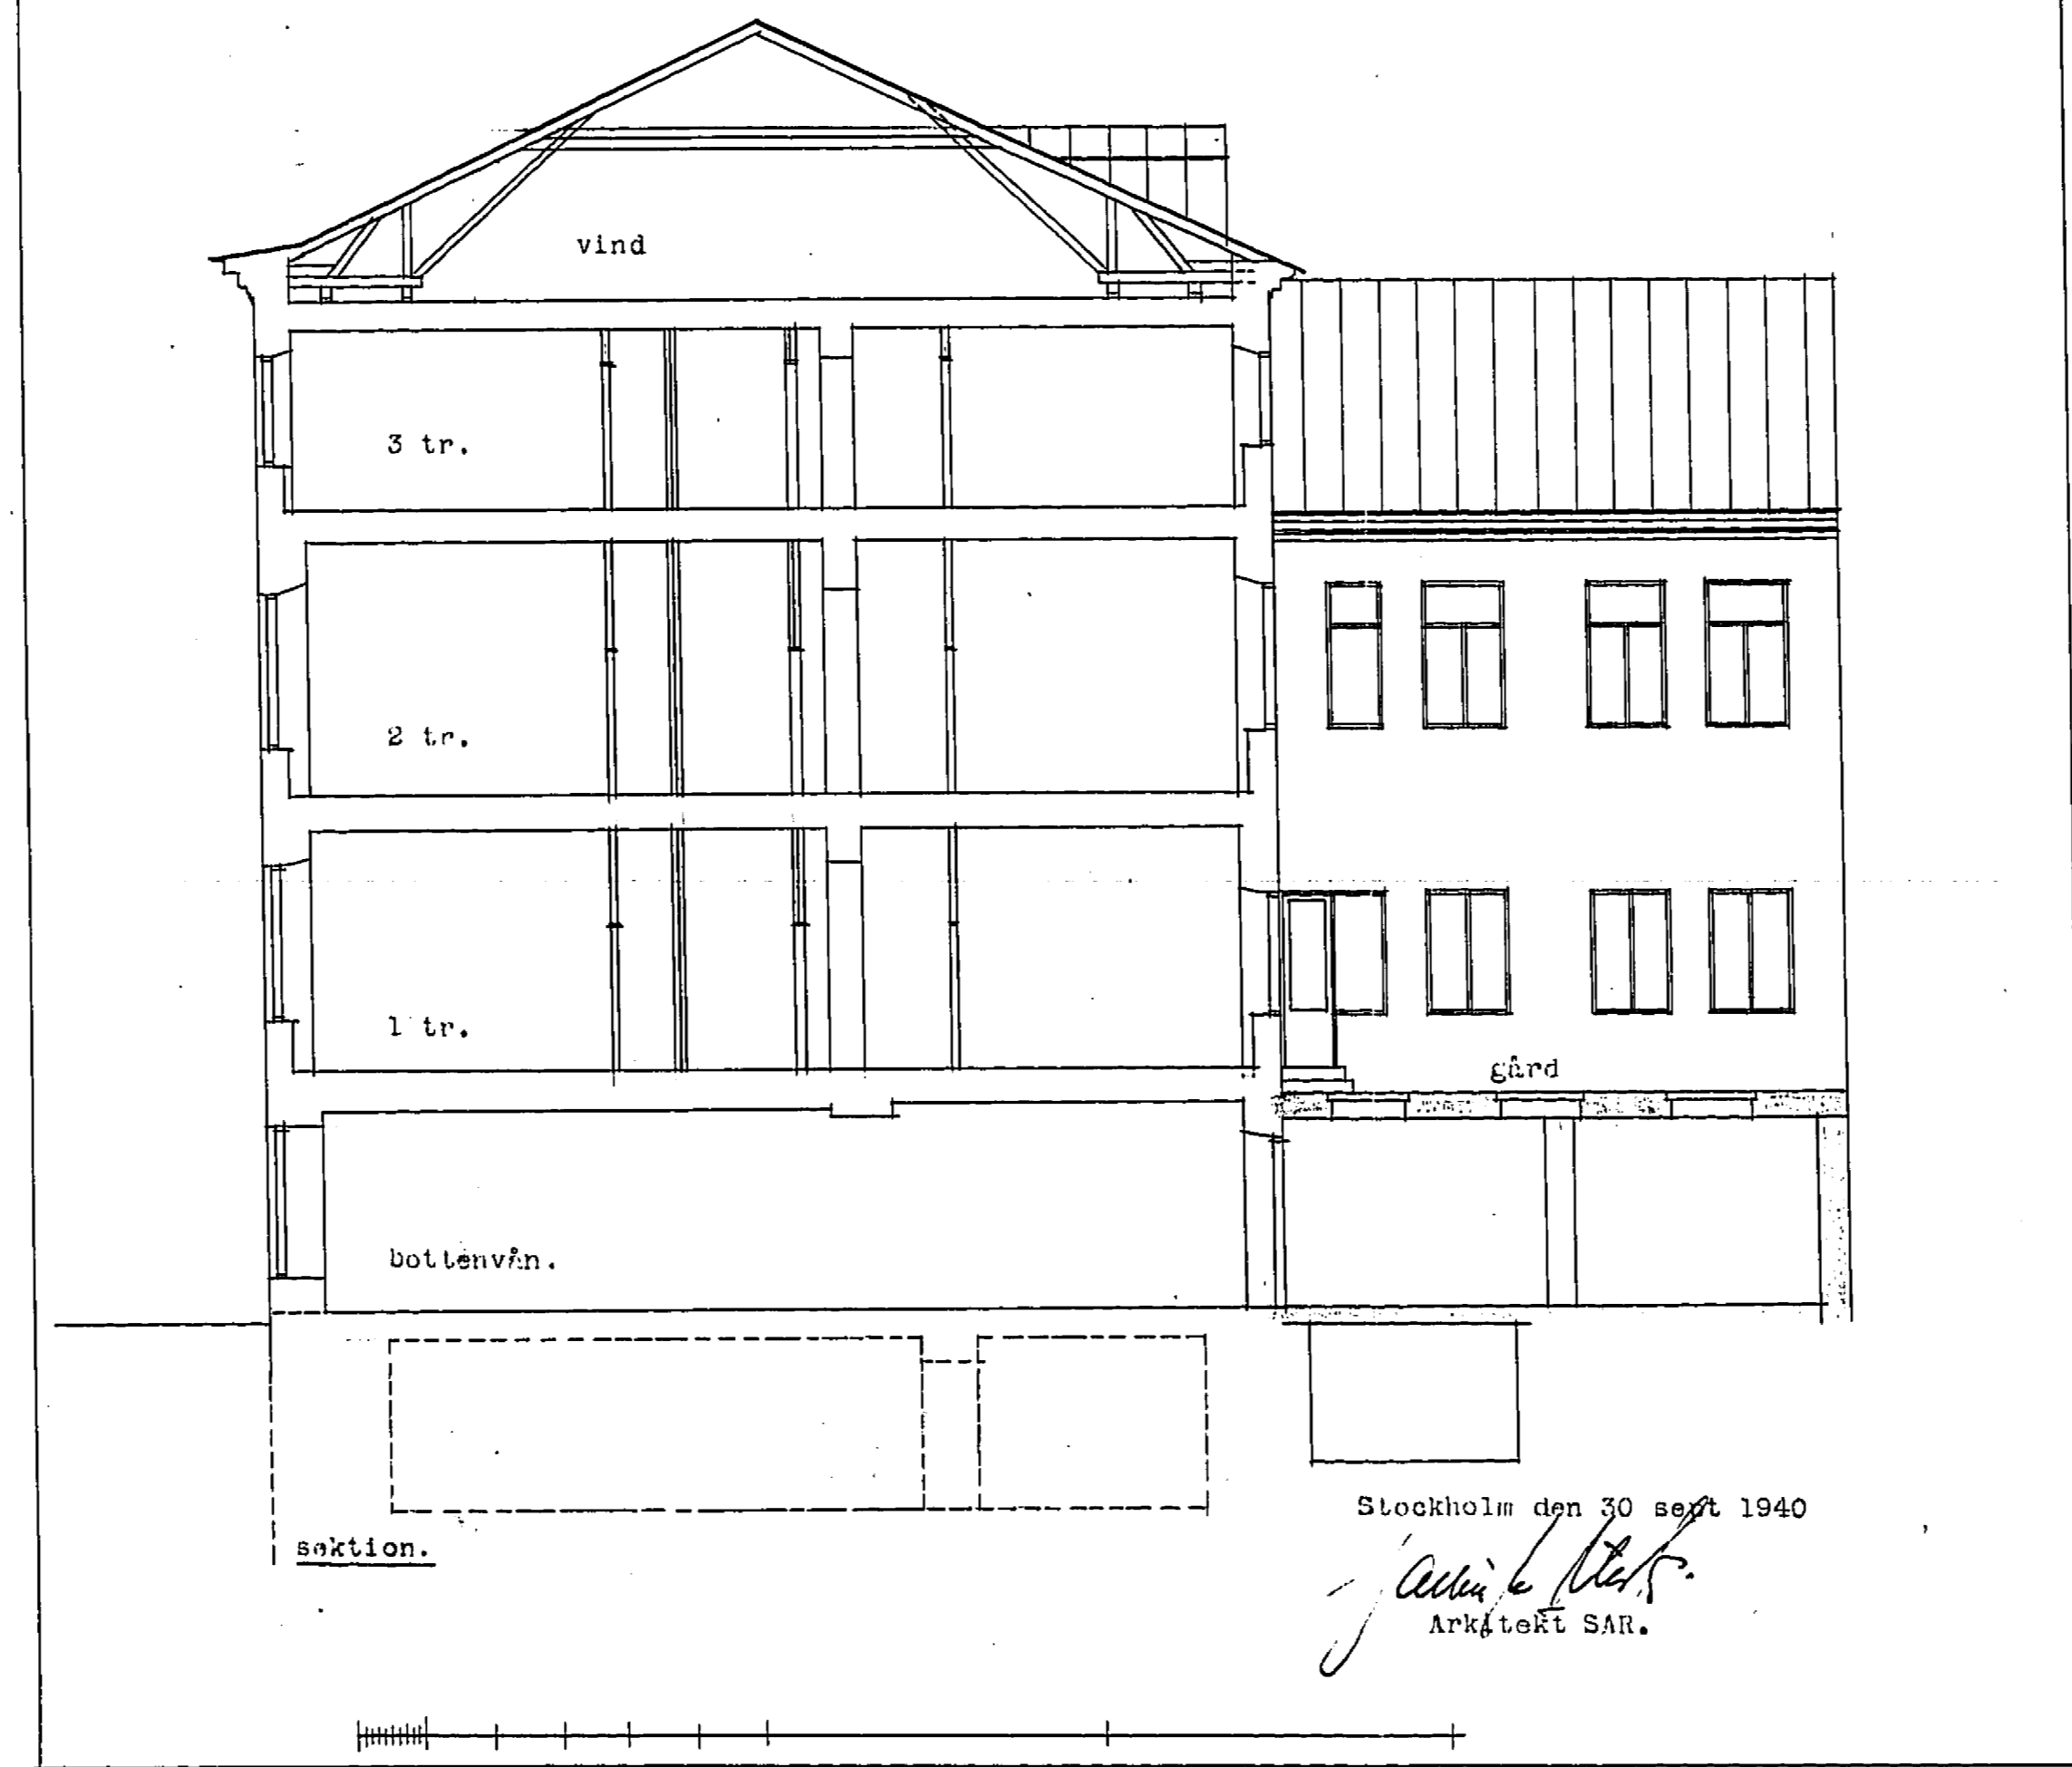 vind
3 tr.
2 tr.
1 tr.
gård
bottenvån.
sektion.
Stockholm den 30 sept 1940
Arkitekt SAR.